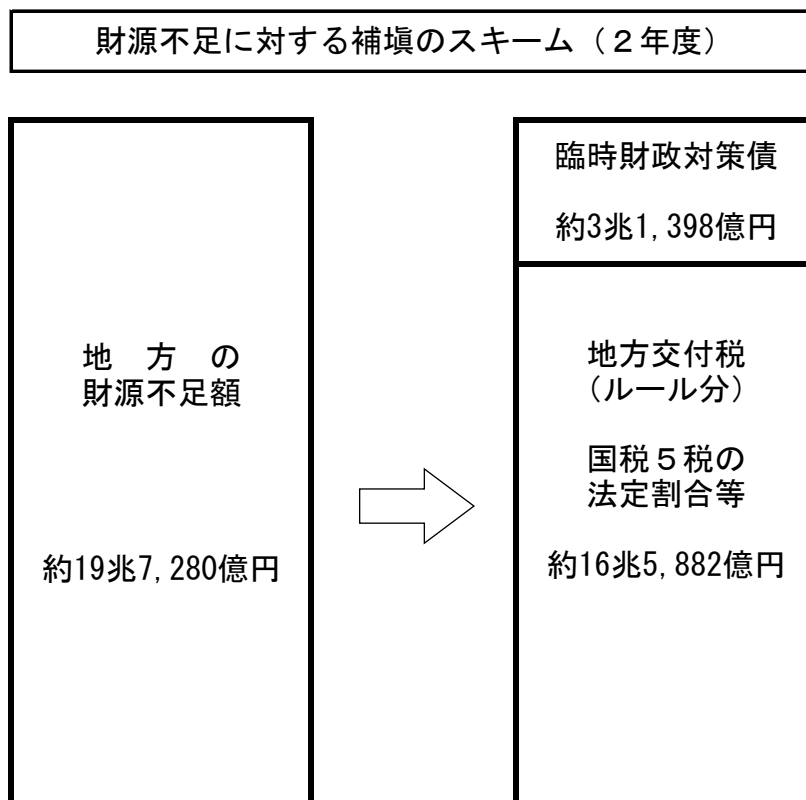 財源不足に対する補塡のスキーム（２年度）
地　方　の
財源不足額
約19兆7,280億円
臨時財政対策債
約3兆1,398億円
地方交付税
（ルール分）
国税５税の
法定割合等
約16兆5,882億円